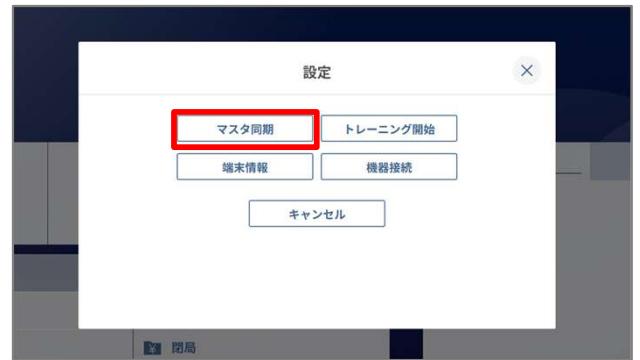 設定
マスタ同期
トレーニング開始
端末情報
機器接続
キャンセル
閉局